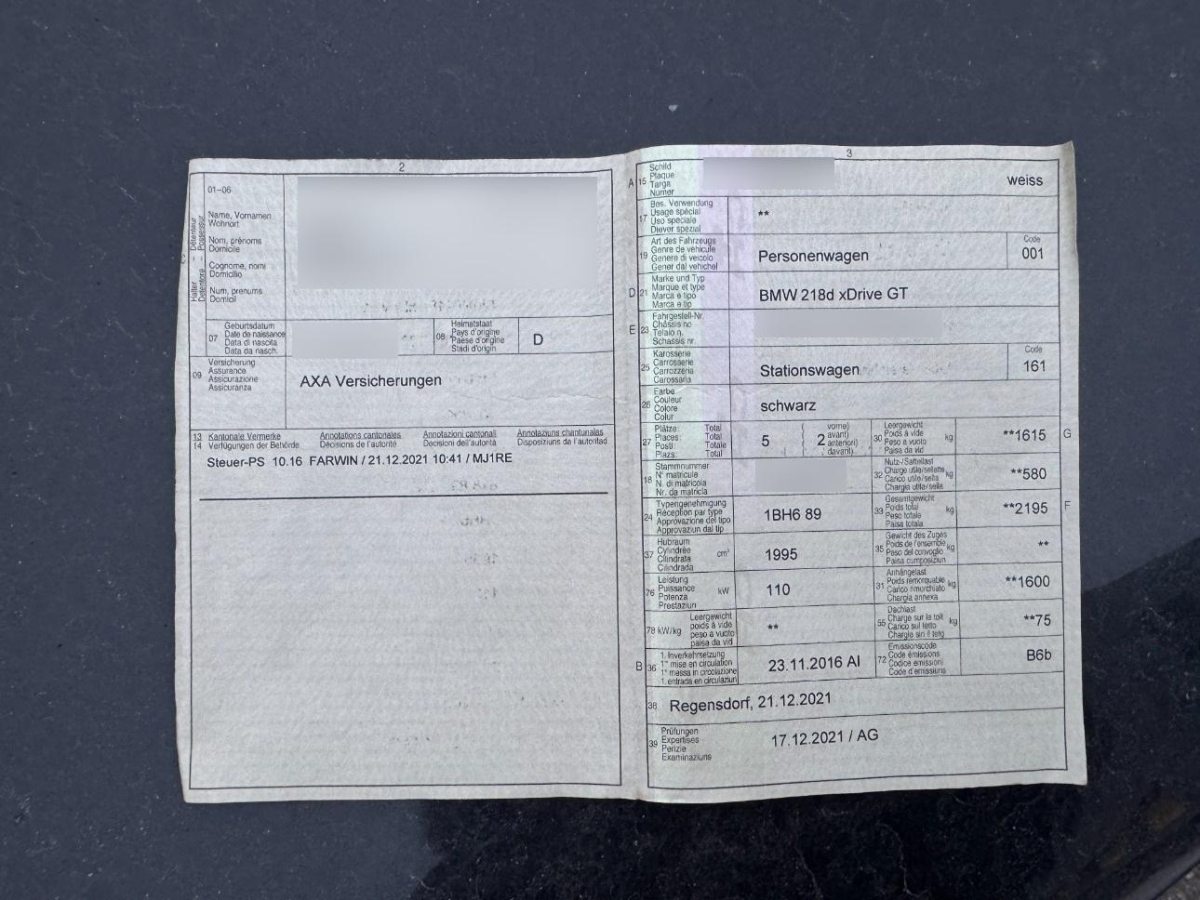 2
01-06
Halter - Détenteur
Detentore - Possessur
C
Name, Vornamen
Wohnort
Nom, prénoms
Domicile
Cognome, nomi
Domicilio
Num, prenums
Domicil
07
Geburtsdatum
Date de naissance
Data di nascita
Data da nasch.
08
Heimatstaat
Pays d'origine
Paese d'origine
Stadi d'origin
D
09
Versicherung
Assurance
Assicurazione
Assicuranza
AXA Versicherungen
13 Kantonale Vermerke Annotations cantonales Annotazioni cantonali Annotaziuns chantunalas
14 Verfügungen der Behörde Décisions de l'autorité Decisioni dell'autorità Disposiziuns da l'autoritad
Steuer-PS 10.16 FARWIN / 21.12.2021 10:41 / MJ1RE
3
A 15
Schild
Plaque
Targa
Numer
weiss
17
Bes. Verwendung
Usage spécial
Uso speciale
Diever spezial
**
19
Art des Fahrzeugs
Genre de véhicule
Genere di veicolo
Gener dal vehichel
Personenwagen
Code
001
D 21
Marke und Typ
Marque et type
Marca e tipo
Marca e tip
BMW 218d xDrive GT
E 23
Fahrgestell-Nr.
Châssis no
Telaio n.
Schassis nr.
25
Karosserie
Carrosserie
Carrozzeria
Carossaria
Stationswagen
Code
161
26
Farbe
Couleur
Colore
Colur
schwarz
27
Plätze: Total
Places: Total
Posti: Totale
Plazs: Total
5 ( 2
vorne)
avant)
anteriori)
davant)
30
Leergewicht
Poids à vide
Peso a vuoto
Paisa da vid
kg
**1615
G
18
Stammnummer
N° matricule
N. di matricola
Nr. da matricla
32
Nutz-/Sattellast
Charge utile/sellette
Carico utile/sella
Chargia utila/sella
kg
**580
24
Typengenehmigung
Réception par type
Approvazione del tipo
Approvaziun dal tip
1BH6 89
33
Gesamtgewicht
Poids total
Peso totale
Paisa totala
kg
**2195
F
37
Hubraum
Cylindrée
Cilindrata
Cilindrada
cm³
1995
35
Gewicht des Zuges
Poids de l'ensemble
Peso del convoglio
Paisa cumposiziun
kg
**
76
Leistung
Puissance
Potenza
Prestaziun
kW
110
31
Anhängelast
Poids remorquable
Carico rimorchiato
Chargia annexa
kg
**1600
78 kW/kg
Leergewicht
poids à vide
peso a vuoto
paisa da vid
**
55
Dachlast
Charge sur le toit
Carico sul tetto
Chargia sin il tetg
kg
**75
B 36
1. Inverkehrsetzung
1re mise en circulation
1a messa in circolazione
1. entrada en circulaziun
23.11.2016 AI
72
Emissionscode
Code émissions
Codice emissioni
Code d'emissiuns
B6b
38
Regensdorf, 21.12.2021
39
Prüfungen
Expertises
Perizie
Examinaziuns
17.12.2021 / AG